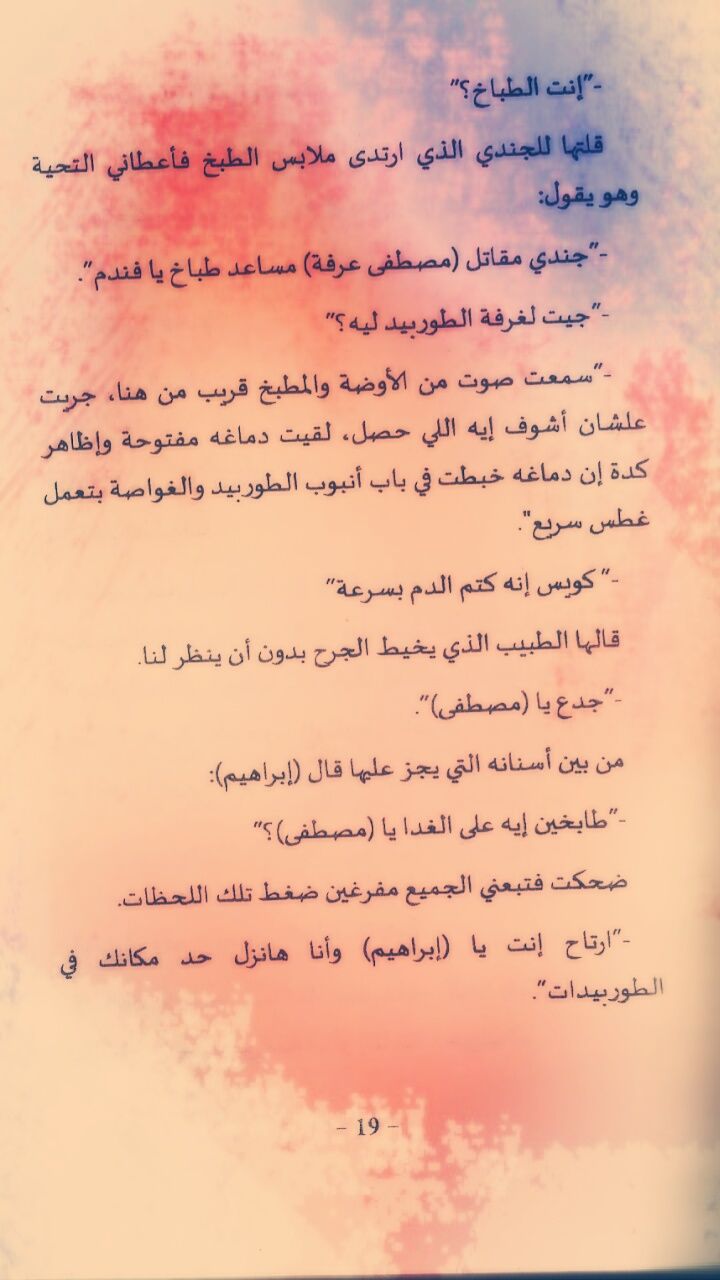 -"إنت الطباخ؟"
قلتها للجندي الذي ارتدى ملابس الطبخ فأعطاني التحية
وهو يقول:
-"جندي مقاتل (مصطفى عرفة) مساعد طباخ يا فندم".
-"جيت لغرفة الطوربيد ليه؟"
-"سمعت صوت من الأوضة والمطبخ قريب من هنا، جريت
علشان أشوف إيه اللي حصل، لقيت دماغه مفتوحة وإظاهر
كدة إن دماغه خبطت في باب أنبوب الطوربيد والغواصة بتعمل
غطس سريع".
-"كويس إنه كتم الدم بسرعة"
قالها الطبيب الذي يخيط الجرح بدون أن ينظر لنا.
-"جدع يا (مصطفى)".
من بين أسنانه التي يجز عليها قال (إبراهيم):
-"طابخين إيه على الغدا يا (مصطفى)؟"
ضحكت فتبعني الجميع مفرغين ضغط تلك اللحظات.
-"ارتاح إنت يا (إبراهيم) وأنا هانزل حد مكانك في
الطوربيدات".
- 19 -